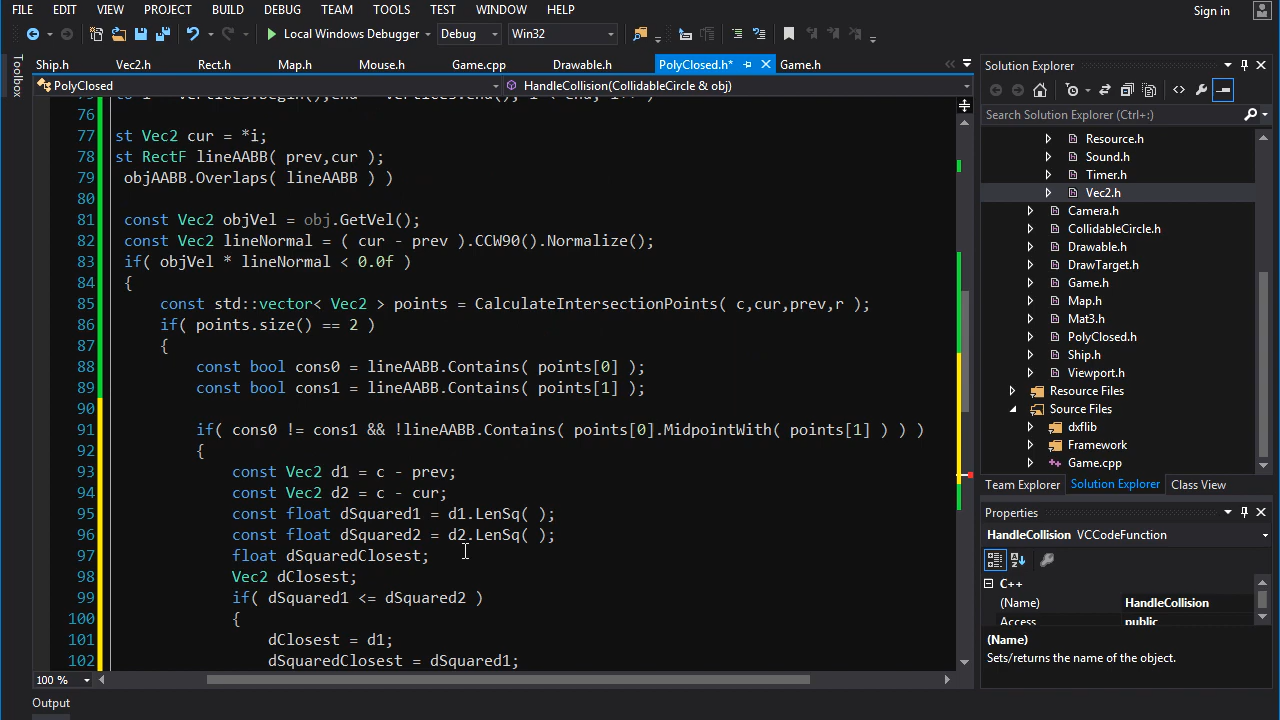 FILE EDIT VIEW PROJECT BUILD DEBUG TEAM TOOLS TEST WINDOW HELP Sign in
Local Windows Debugger Debug Win32
Toolbox
Ship.h Vec2.h Rect.h Map.h Mouse.h Game.cpp Drawable.h PolyClosed.h* Game.h
PolyClosed HandleCollision(CollidableCircle & obj)
76
77 st Vec2 cur = *i;
78 st RectF lineAABB( prev,cur );
79 objAABB.Overlaps( lineAABB ) )
80
81 const Vec2 objVel = obj.GetVel();
82 const Vec2 lineNormal = ( cur - prev ).CCW90().Normalize();
83 if( objVel * lineNormal < 0.0f )
84 {
85 const std::vector< Vec2 > points = CalculateIntersectionPoints( c,cur,prev,r );
86 if( points.size() == 2 )
87 {
88 const bool cons0 = lineAABB.Contains( points[0] );
89 const bool cons1 = lineAABB.Contains( points[1] );
90
91 if( cons0 != cons1 && !lineAABB.Contains( points[0].MidpointWith( points[1] ) ) )
92 {
93 const Vec2 d1 = c - prev;
94 const Vec2 d2 = c - cur;
95 const float dSquared1 = d1.LenSq( );
96 const float dSquared2 = d2.LenSq( );
97 float dSquaredClosest;
98 Vec2 dClosest;
99 if( dSquared1 <= dSquared2 )
100 {
101 dClosest = d1;
102 dSquaredClosest = dSquared1;
100 %
Output
Solution Explorer
Search Solution Explorer (Ctrl+;)
Resource.h
Sound.h
Timer.h
Vec2.h
Camera.h
CollidableCircle.h
Drawable.h
DrawTarget.h
Game.h
Map.h
Mat3.h
PolyClosed.h
Ship.h
Viewport.h
Resource Files
Source Files
dxflib
Framework
Game.cpp
Team Explorer Solution Explorer Class View
Properties
HandleCollision VCCodeFunction
C++
(Name) HandleCollision
Access public
(Name)
Sets/returns the name of the object.